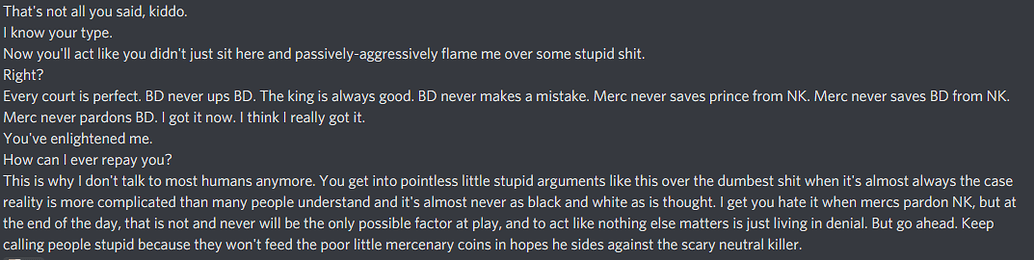 That's not all you said, kiddo.
I know your type.
Now you'll act like you didn't just sit here and passively-aggressively flame me over some stupid shit.
Right?
Every court is perfect. BD never ups BD. The king is always good. BD never makes a mistake. Merc never saves prince from NK. Merc never saves BD from NK.
Merc never pardons BD. I got it now. I think I really got it.
You've enlightened me.
How can I ever repay you?
This is why I don't talk to most humans anymore. You get into pointless little stupid arguments like this over the dumbest shit when it's almost always the case
reality is more complicated than many people understand and it's almost never as black and white as is thought. I get you hate it when mercs pardon NK, but at
the end of the day, that is not and never will be the only possible factor at play, and to act like nothing else matters is just living in denial. But go ahead. Keep
calling people stupid because they won't feed the poor little mercenary coins in hopes he sides against the scary neutral killer.